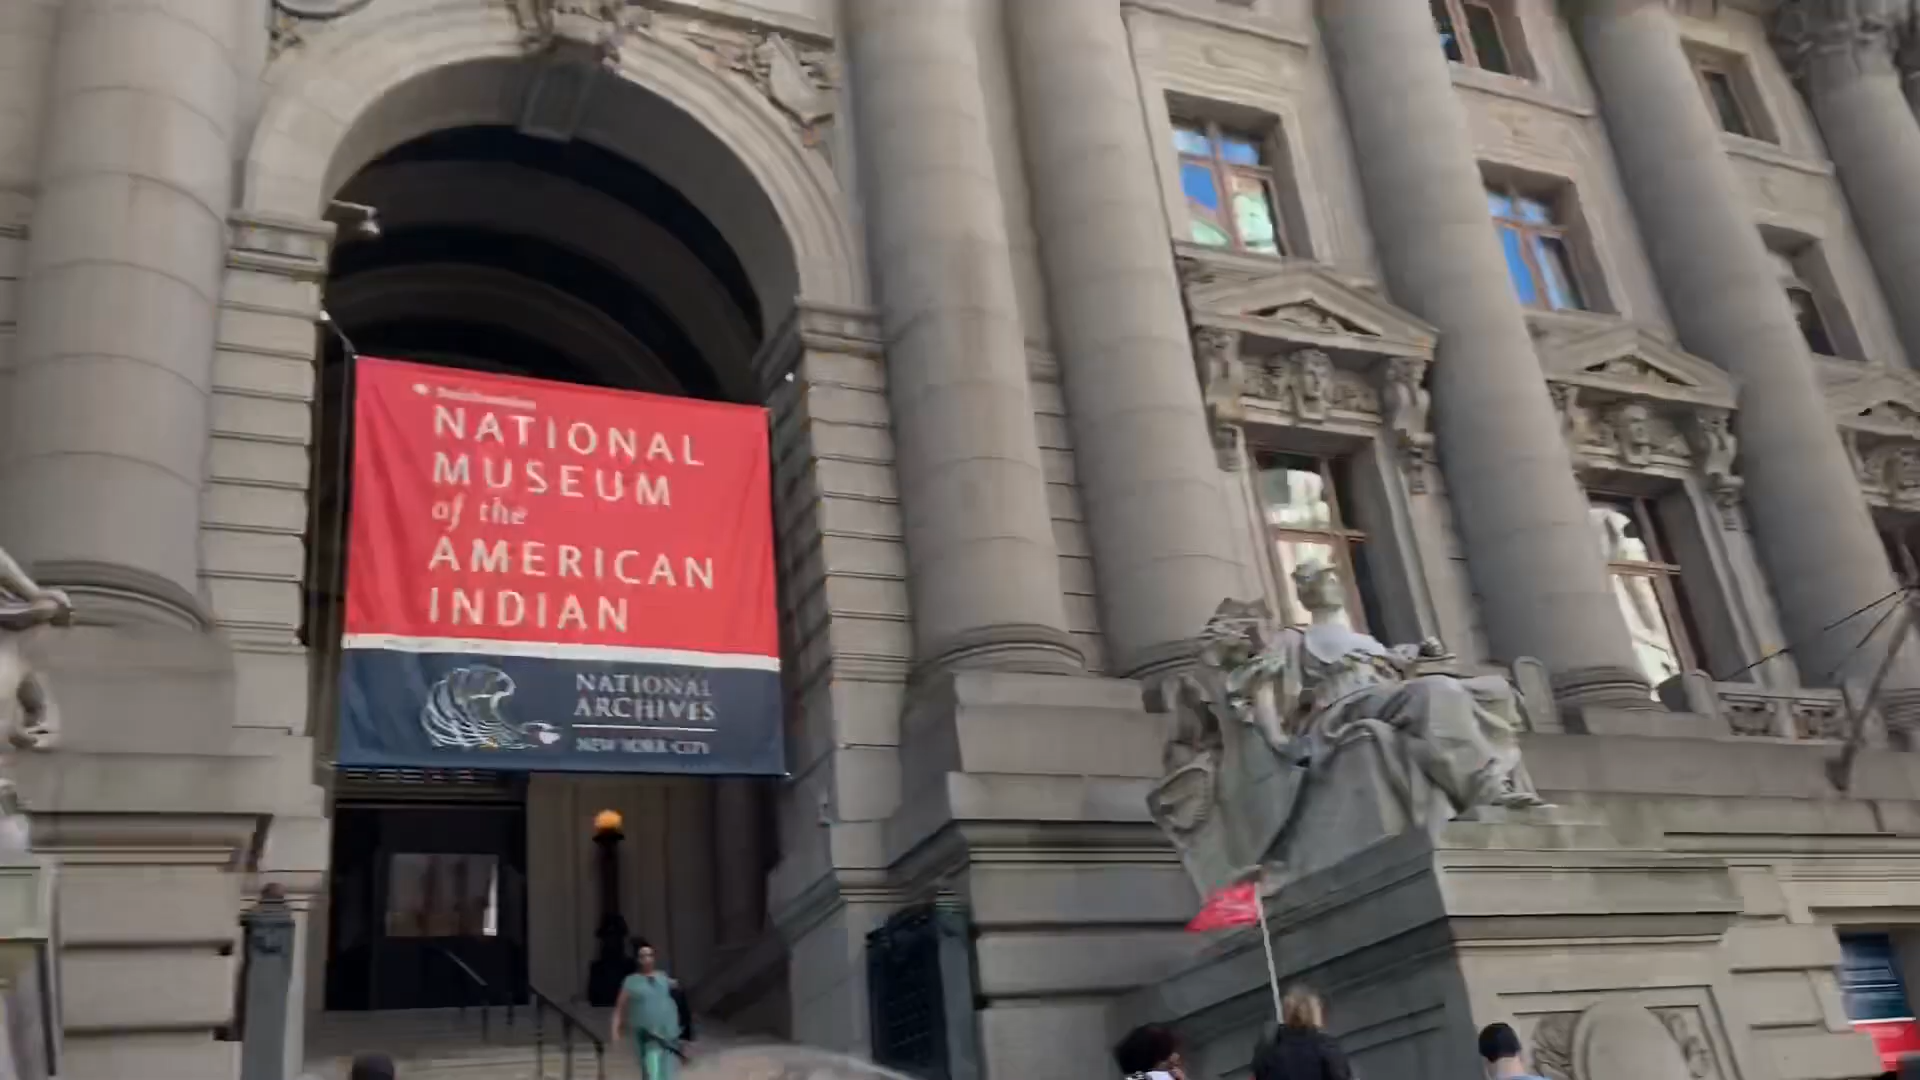 NATIONAL
MUSEUM
of the
AMERICAN
INDIAN
NATIONAL
ARCHIVES
NEW YORK CITY